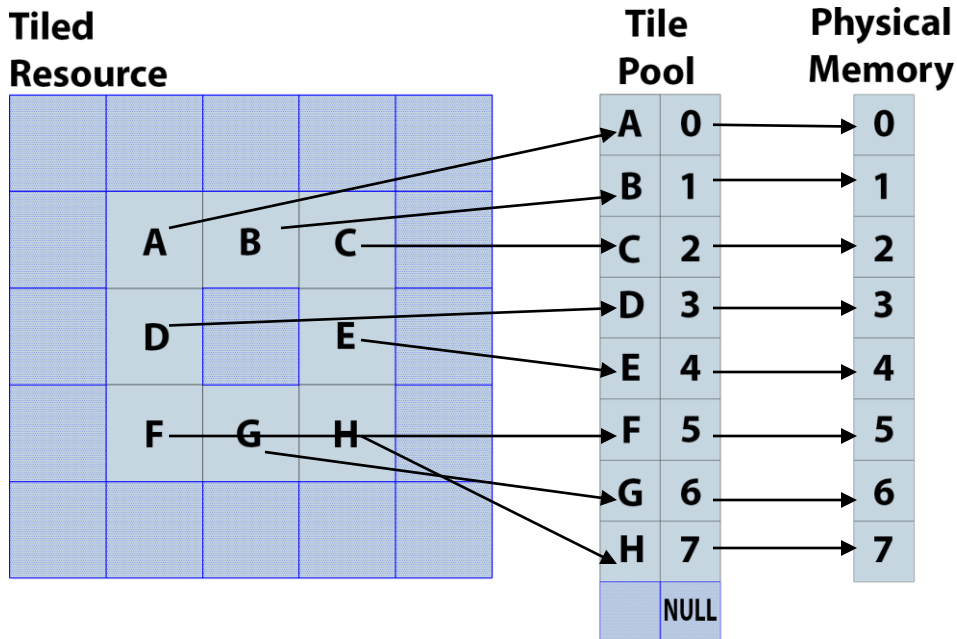 Tiled
Resource
Tile
Pool
Physical
Memory
A B C
D E
F G H
A 0
B 1
C 2
D 3
E 4
F 5
G 6
H 7
NULL
0
1
2
3
4
5
6
7